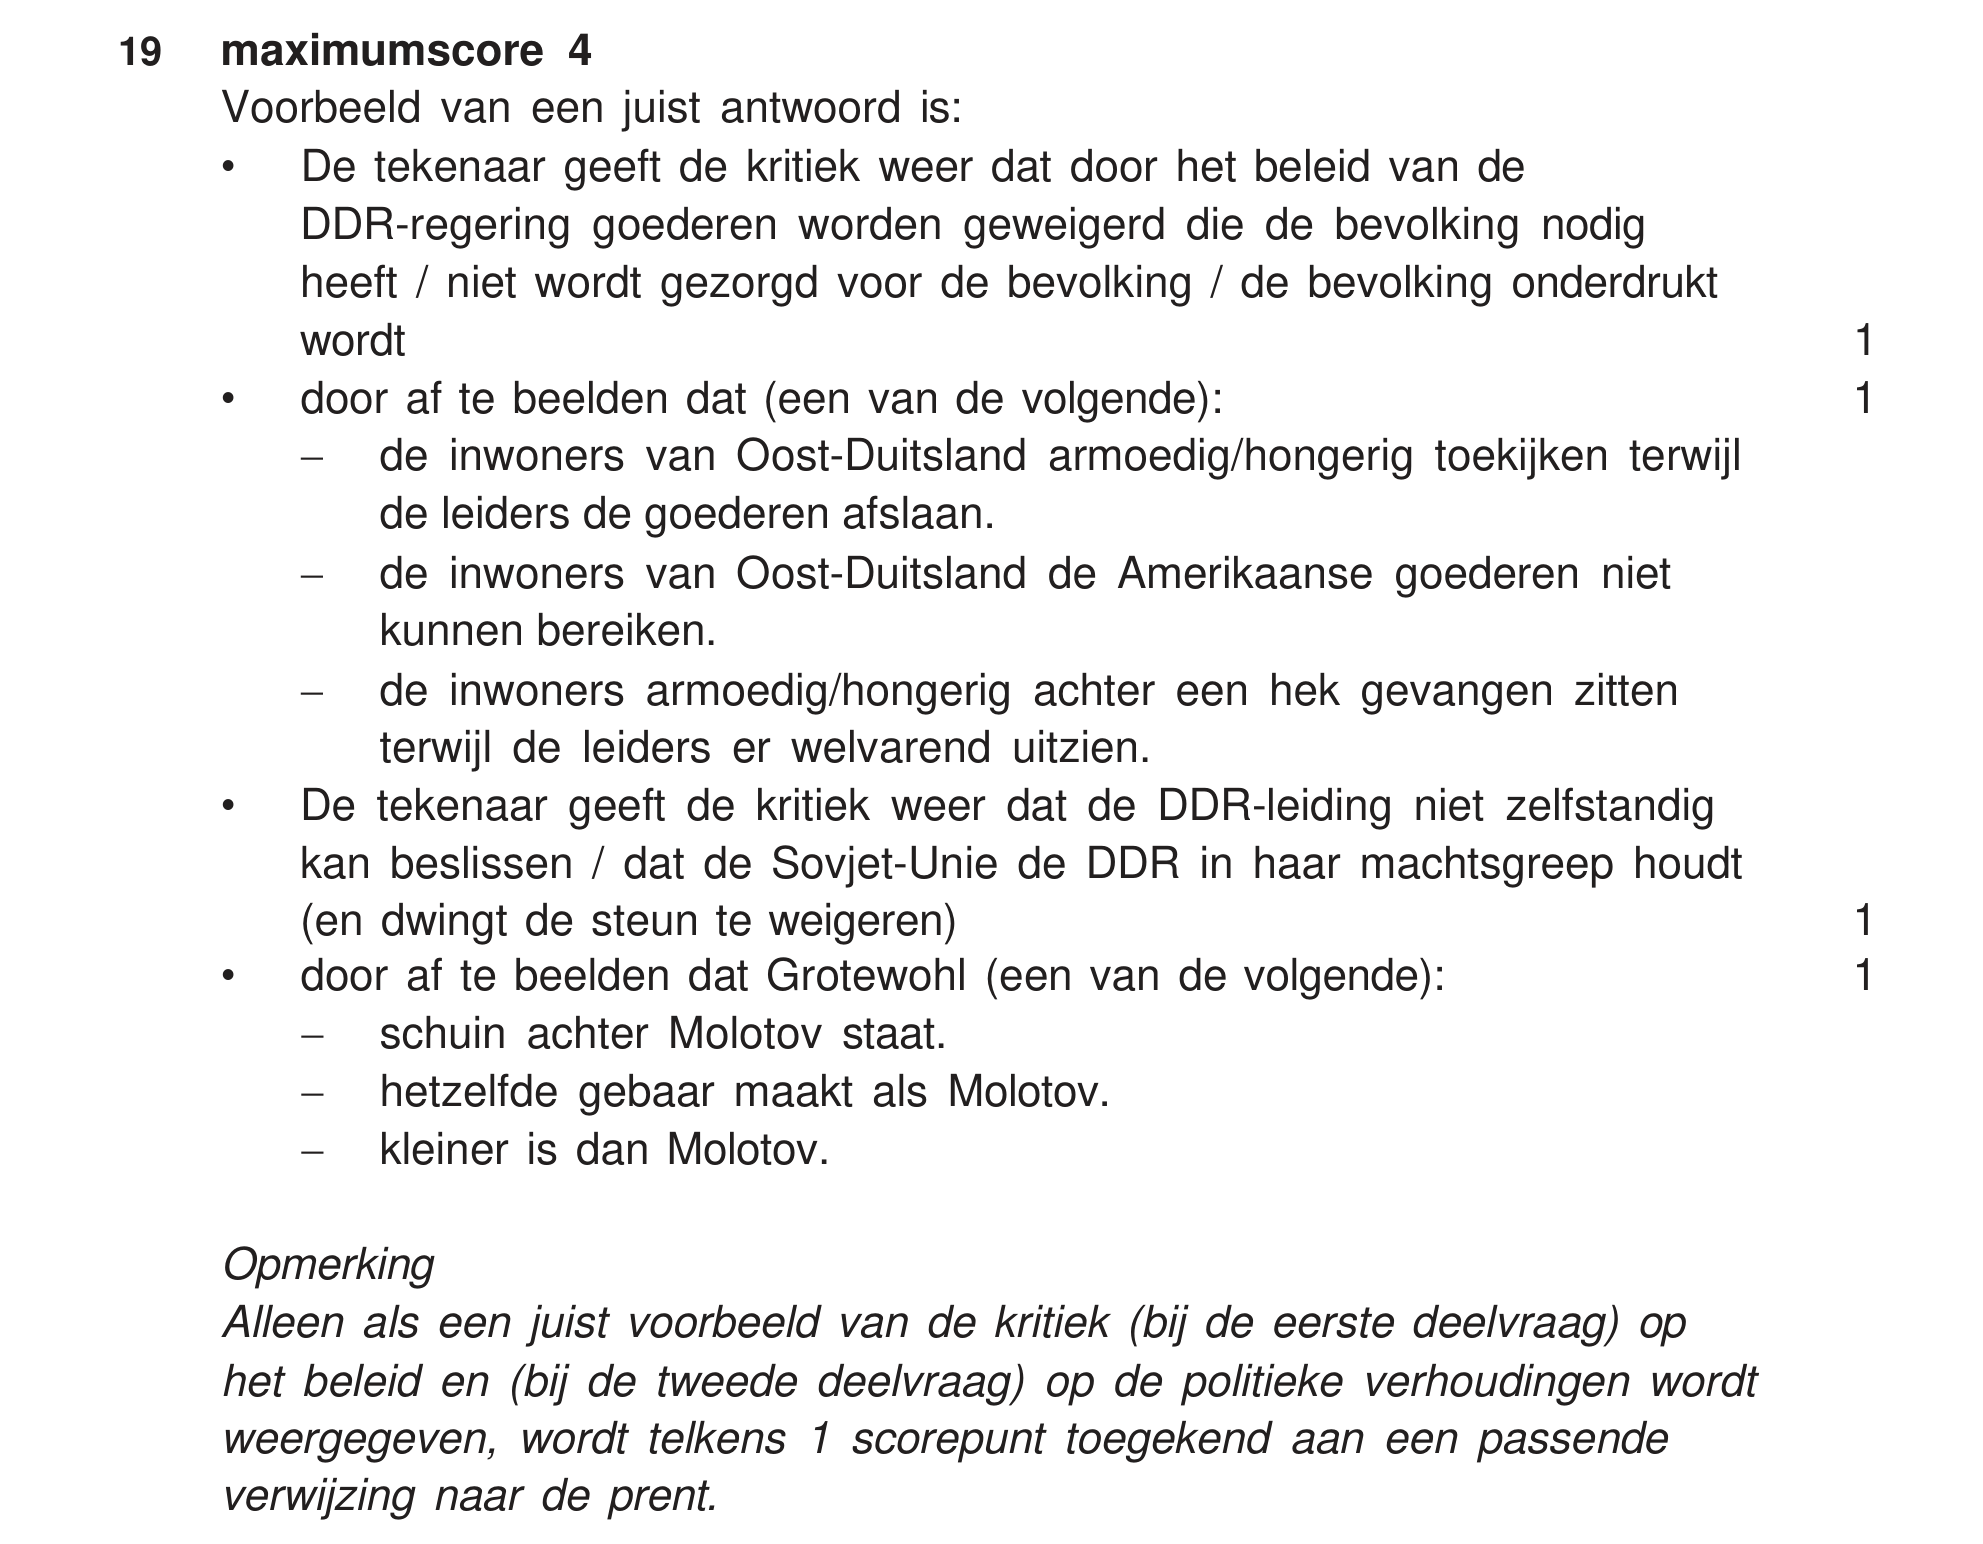 19 maximumscore 4
Voorbeeld van een juist antwoord is:
• De tekenaar geeft de kritiek weer dat door het beleid van de
DDR-regering goederen worden geweigerd die de bevolking nodig
heeft / niet wordt gezorgd voor de bevolking / de bevolking onderdrukt
wordt 1
• door af te beelden dat (een van de volgende): 1
− de inwoners van Oost-Duitsland armoedig/hongerig toekijken terwijl
de leiders de goederen afslaan.
− de inwoners van Oost-Duitsland de Amerikaanse goederen niet
kunnen bereiken.
− de inwoners armoedig/hongerig achter een hek gevangen zitten
terwijl de leiders er welvarend uitzien.
• De tekenaar geeft de kritiek weer dat de DDR-leiding niet zelfstandig
kan beslissen / dat de Sovjet-Unie de DDR in haar machtsgreep houdt
(en dwingt de steun te weigeren) 1
• door af te beelden dat Grotewohl (een van de volgende): 1
− schuin achter Molotov staat.
− hetzelfde gebaar maakt als Molotov.
− kleiner is dan Molotov.
Opmerking
Alleen als een juist voorbeeld van de kritiek (bij de eerste deelvraag) op
het beleid en (bij de tweede deelvraag) op de politieke verhoudingen wordt
weergegeven, wordt telkens 1 scorepunt toegekend aan een passende
verwijzing naar de prent.